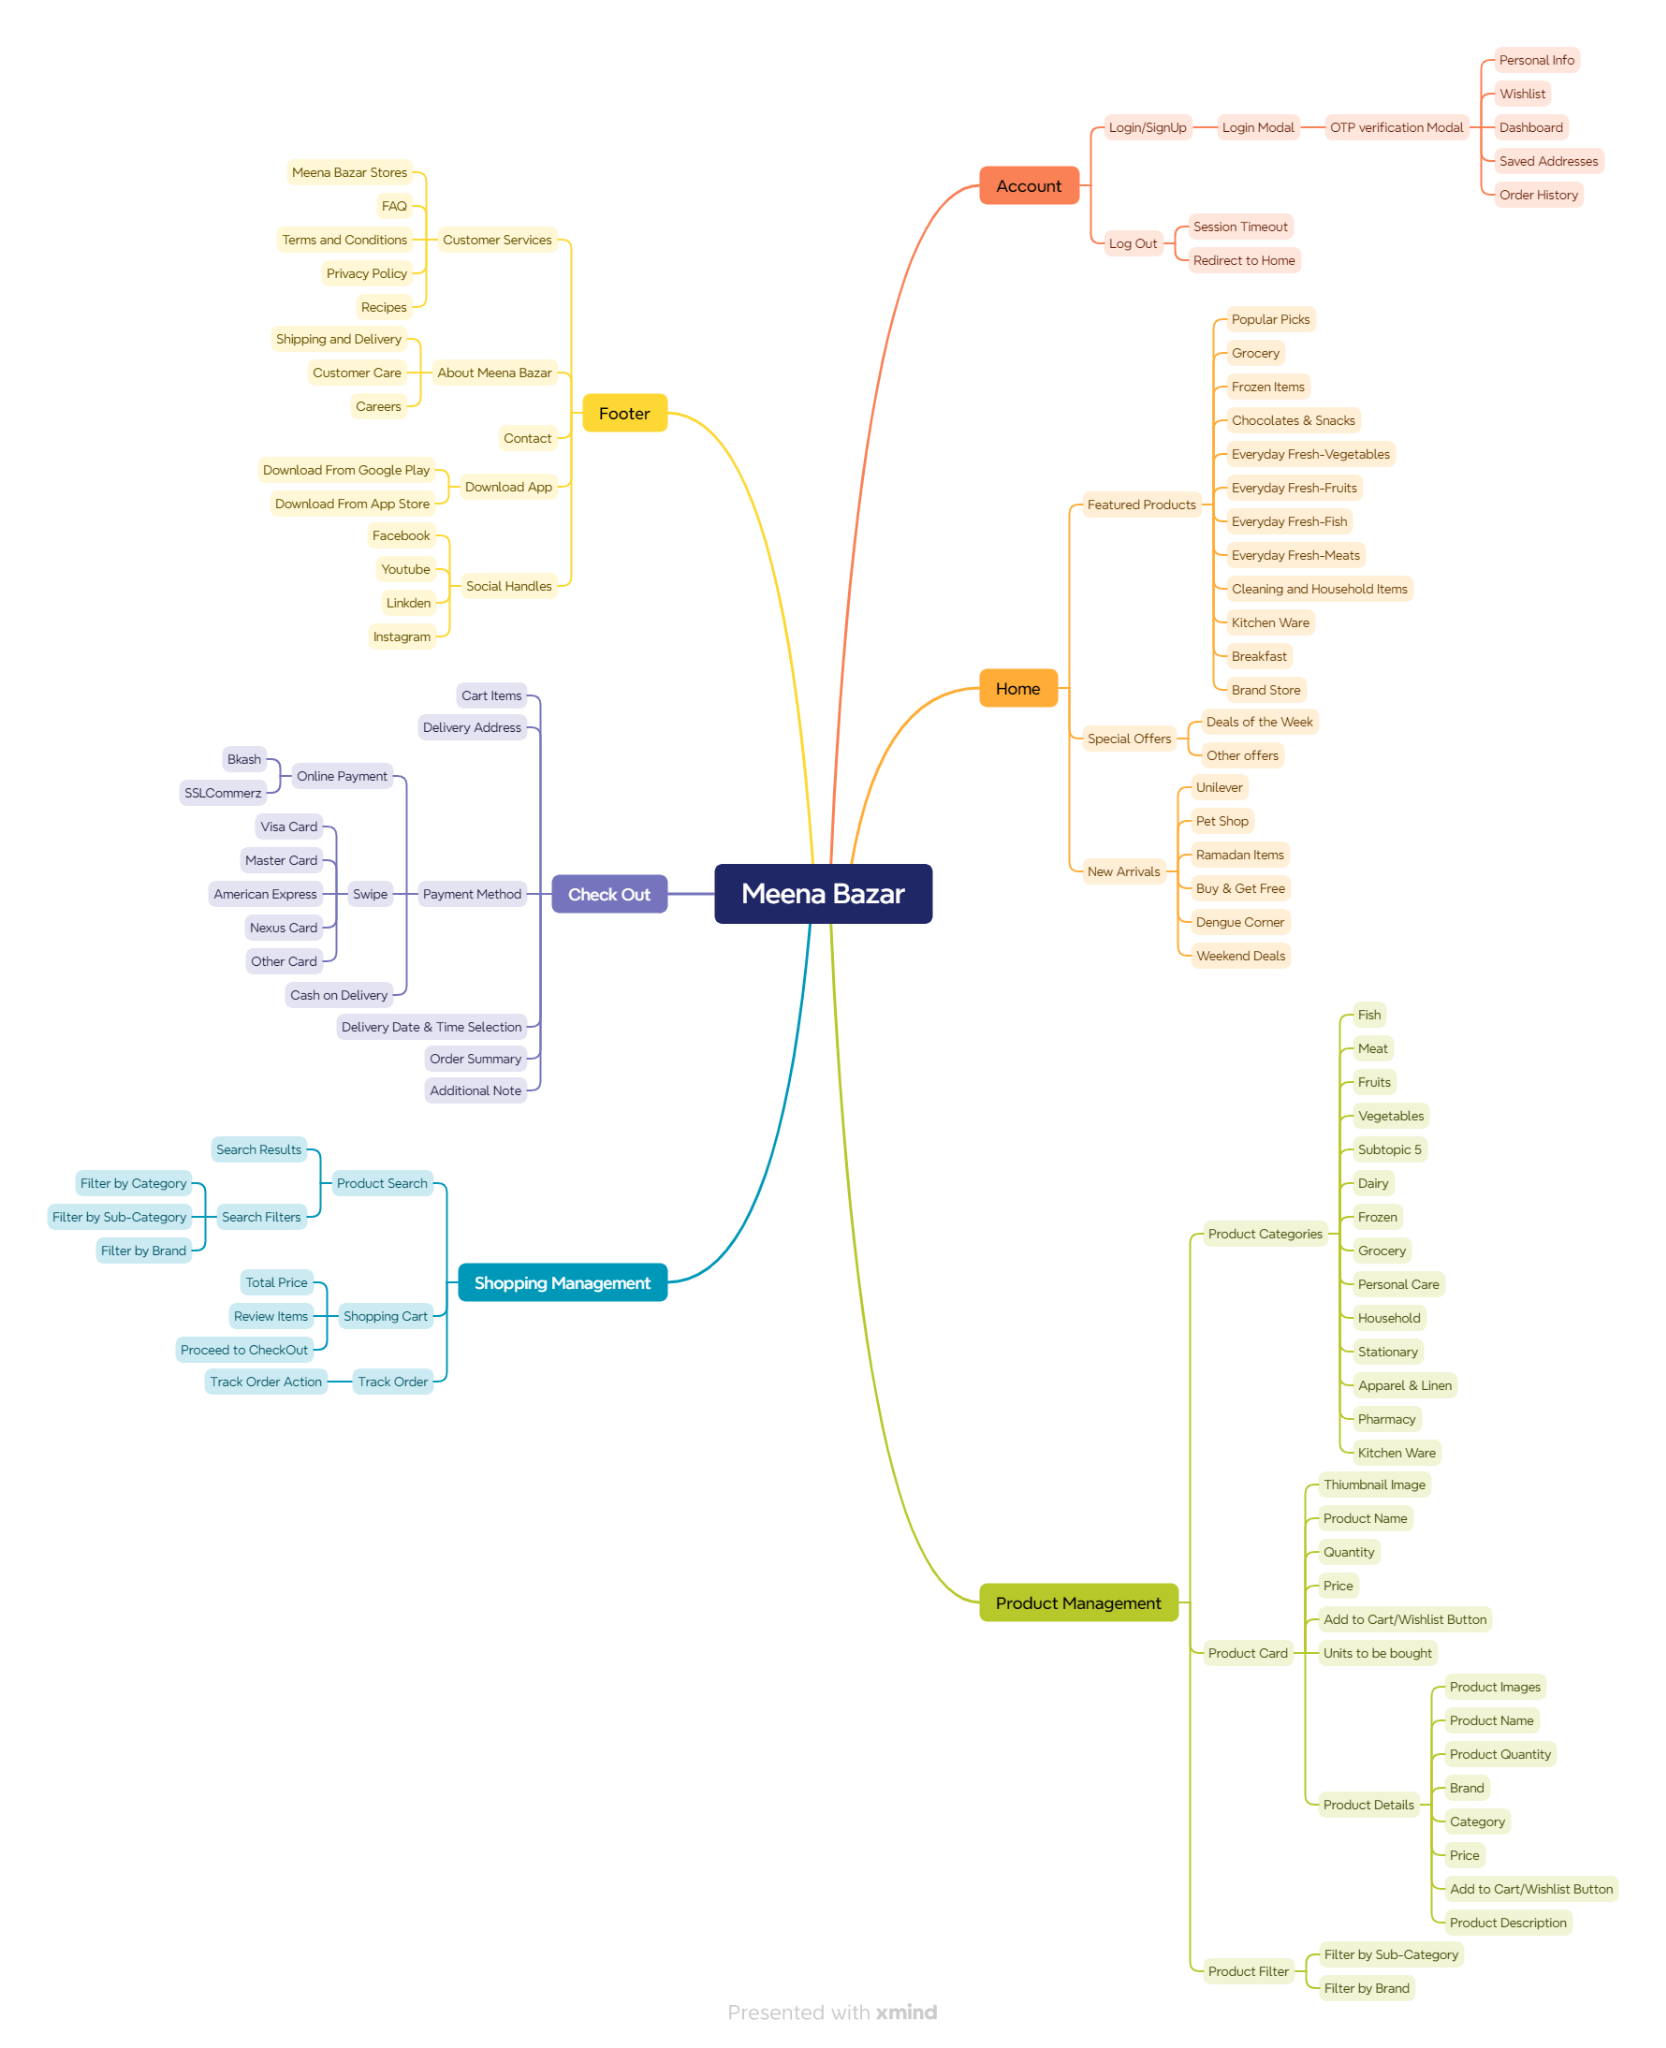 Meena Bazar
Account
Login/SignUp
Login Modal
OTP verification Modal
Personal Info
Wishlist
Dashboard
Saved Addresses
Order History
Log Out
Session Timeout
Redirect to Home
Home
Featured Products
Popular Picks
Grocery
Frozen Items
Chocolates & Snacks
Everyday Fresh-Vegetables
Everyday Fresh-Fruits
Everyday Fresh-Fish
Everyday Fresh-Meats
Cleaning and Household Items
Kitchen Ware
Breakfast
Brand Store
Special Offers
Deals of the Week
Other offers
New Arrivals
Unilever
Pet Shop
Ramadan Items
Buy & Get Free
Dengue Corner
Weekend Deals
Product Management
Product Categories
Fish
Meat
Fruits
Vegetables
Subtopic 5
Dairy
Frozen
Grocery
Personal Care
Household
Stationary
Apparel & Linen
Pharmacy
Kitchen Ware
Product Card
Thiumbnail Image
Product Name
Quantity
Price
Add to Cart/Wishlist Button
Units to be bought
Product Details
Product Images
Product Name
Product Quantity
Brand
Category
Price
Add to Cart/Wishlist Button
Product Description
Product Filter
Filter by Sub-Category
Filter by Brand
Footer
Customer Services
Meena Bazar Stores
FAQ
Terms and Conditions
Privacy Policy
Recipes
About Meena Bazar
Shipping and Delivery
Customer Care
Careers
Contact
Download App
Download From Google Play
Download From App Store
Social Handles
Facebook
Youtube
Linkden
Instagram
Check Out
Cart Items
Delivery Address
Payment Method
Online Payment
Bkash
SSLCommerz
Swipe
Visa Card
Master Card
American Express
Nexus Card
Other Card
Cash on Delivery
Delivery Date & Time Selection
Order Summary
Additional Note
Shopping Management
Product Search
Search Results
Search Filters
Filter by Category
Filter by Sub-Category
Filter by Brand
Shopping Cart
Total Price
Review Items
Proceed to CheckOut
Track Order
Track Order Action
Presented with xmind